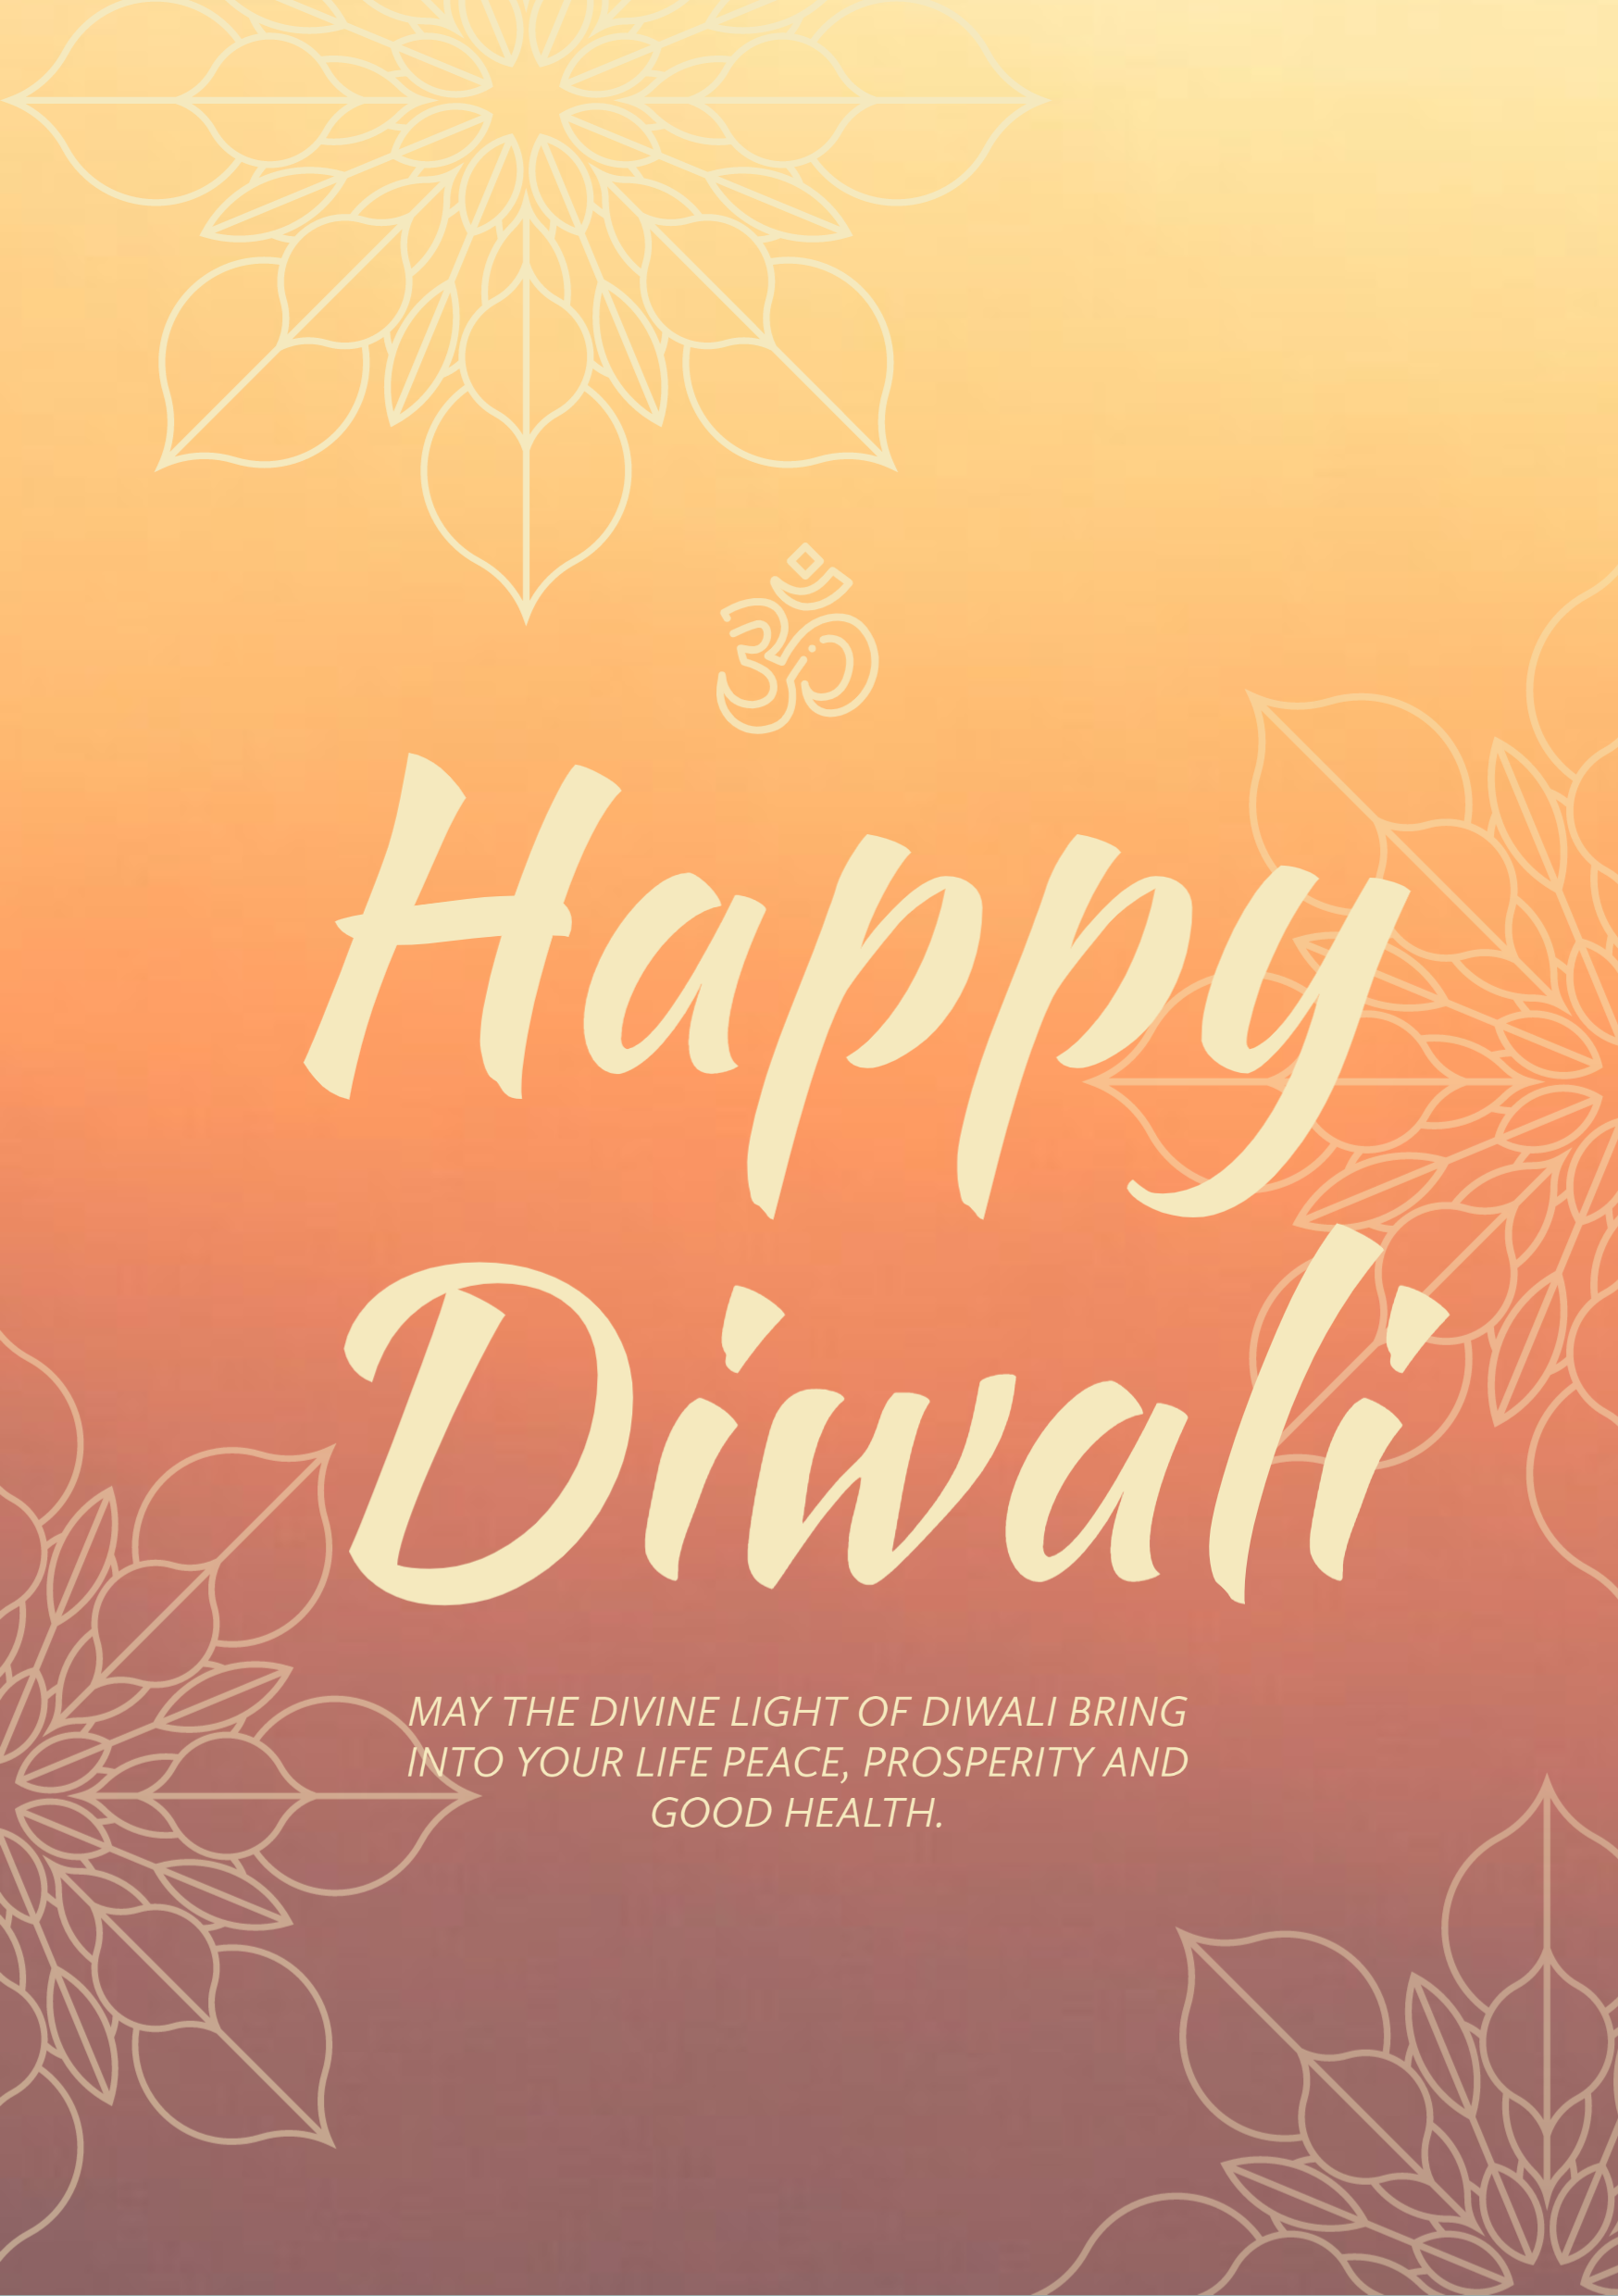 ॐ
Happy
Diwali
MAY THE DIVINE LIGHT OF DIWALI BRING
INTO YOUR LIFE PEACE, PROSPERITY AND
GOOD HEALTH.